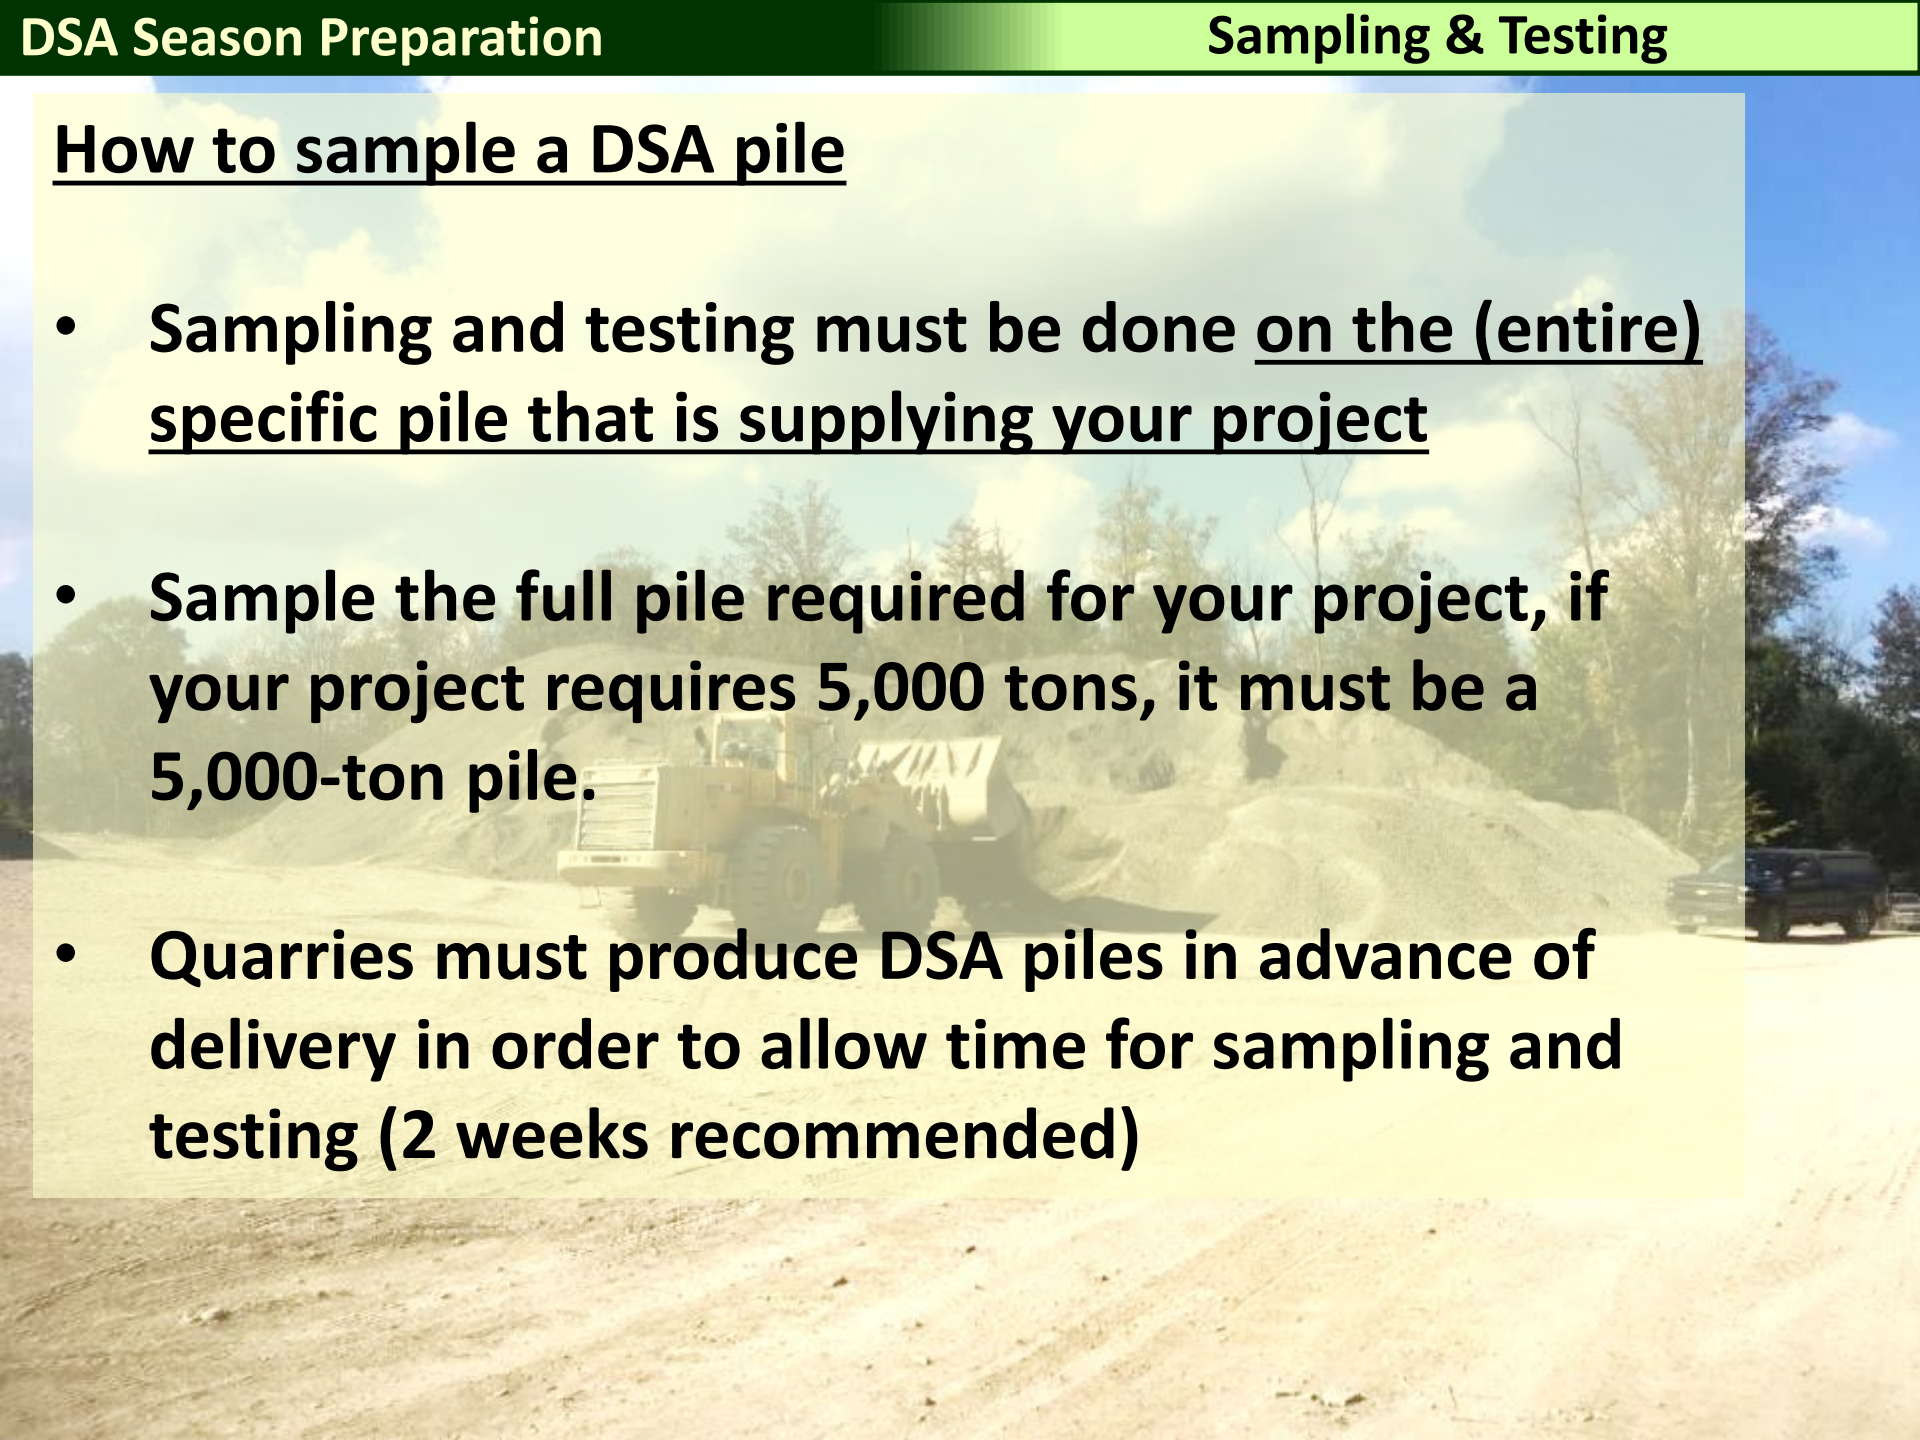 DSA Season Preparation
Sampling & Testing
How to sample a DSA pile
• Sampling and testing must be done on the (entire)
specific pile that is supplying your project
• Sample the full pile required for your project, if
your project requires 5,000 tons, it must be a
5,000-ton pile.
• Quarries must produce DSA piles in advance of
delivery in order to allow time for sampling and
testing (2 weeks recommended)